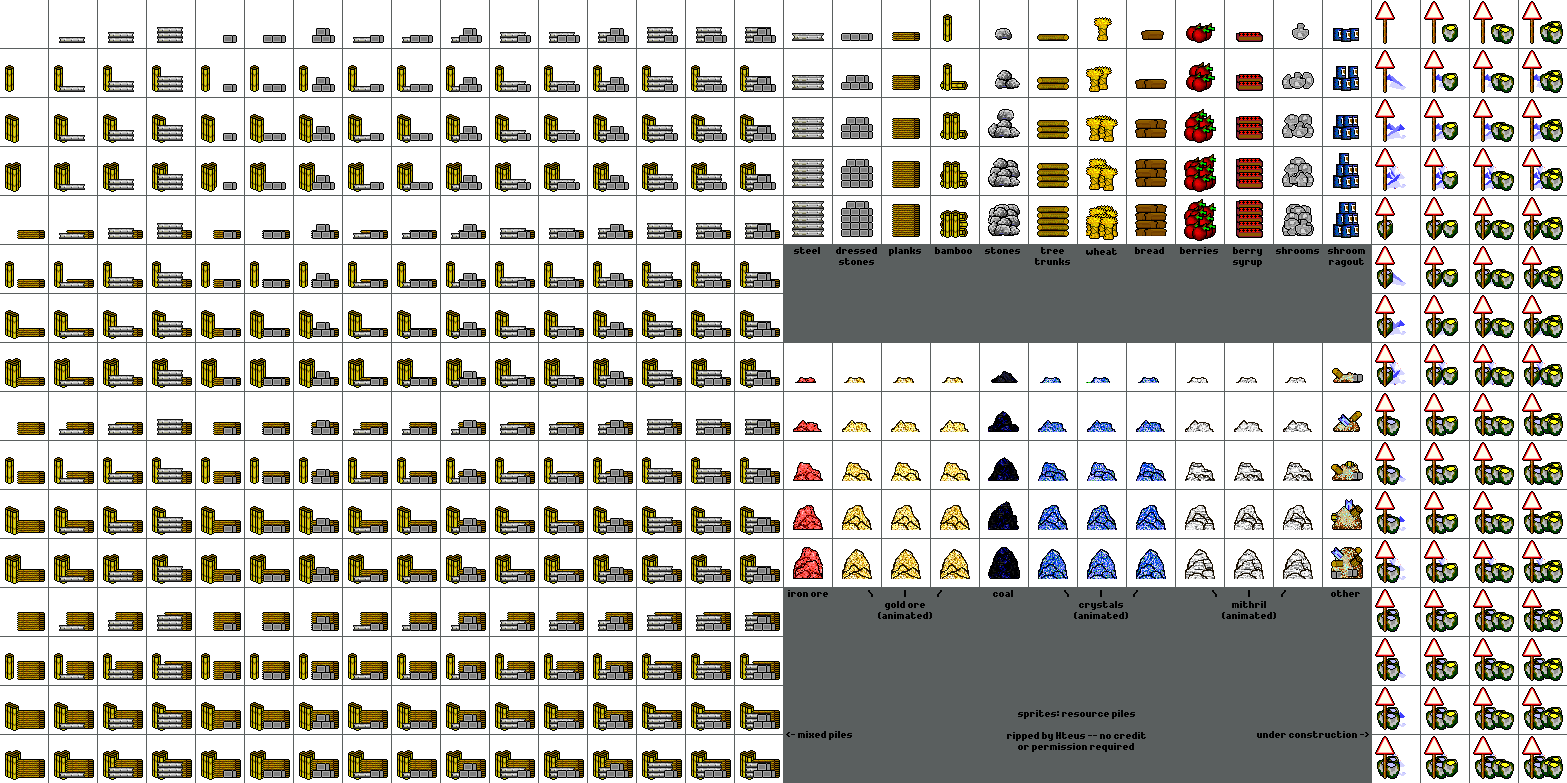 steel
dressed
stones
planks
bamboo
stones
tree
trunks
wheat
bread
berries
berry
syrup
shrooms
shroom
ragout
iron ore
gold ore
(animated)
coal
crystals
(animated)
mithril
(animated)
other
sprites: resource piles
<- mixed piles
ripped by Hteus -- no credit
or permission required
under construction ->